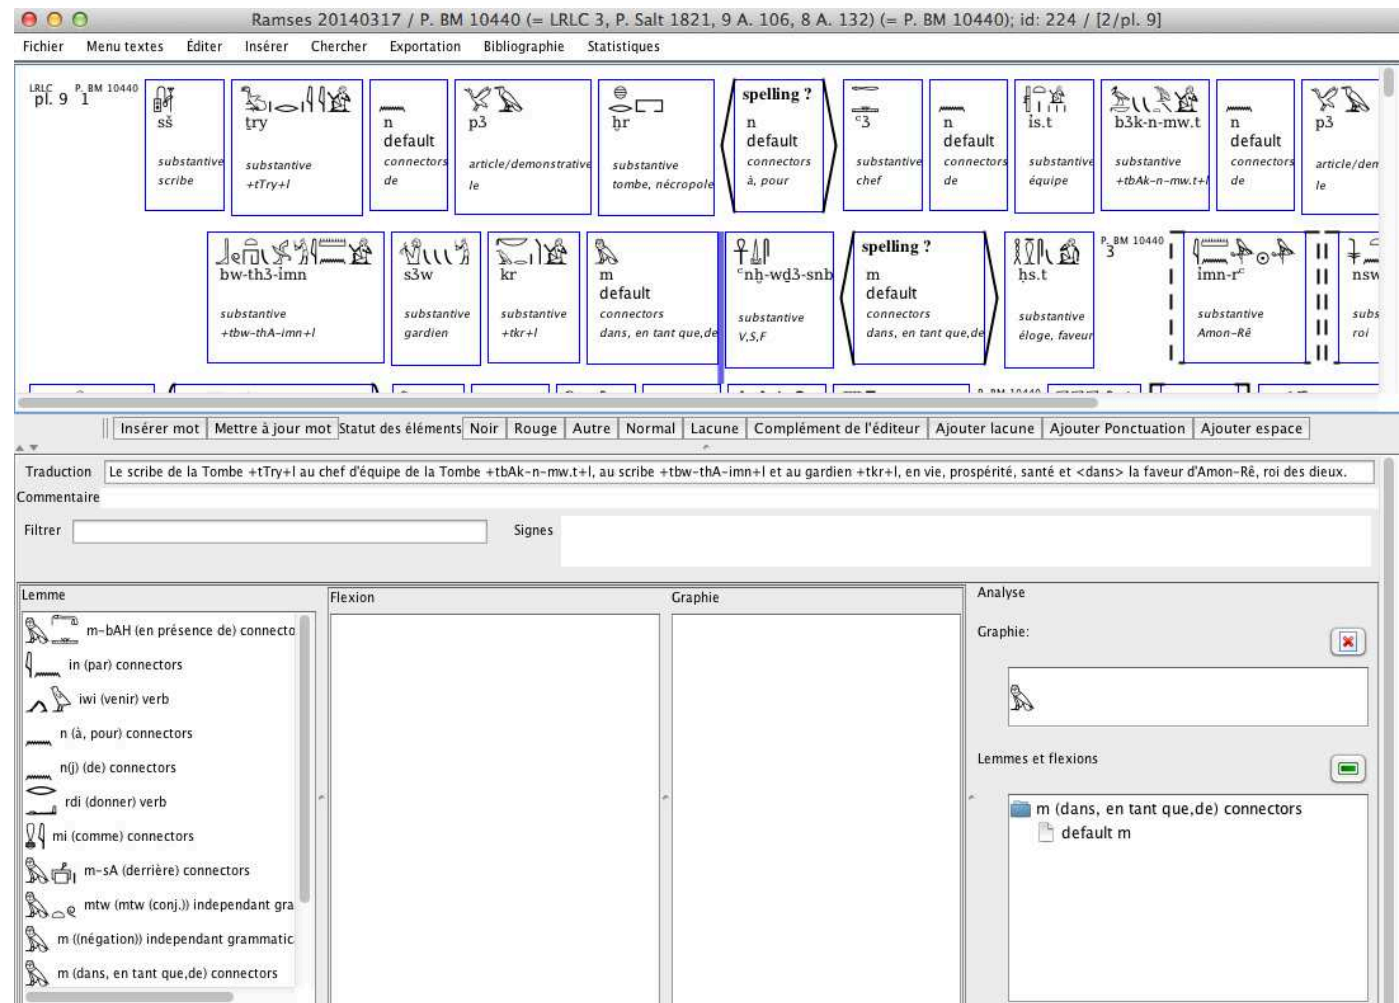 Ramses 20140317 / P. BM 10440 (= LRLC 3, P. Salt 1821, 9 A. 106, 8 A. 132) (= P. BM 10440); id: 224 / [2/pl. 9]
Fichier Menu textes Éditer Insérer Chercher Exportation Bibliographie Statistiques
LRLC P. BM 10440
pl. 9 1
sš ṯry n p3 ḫr spelling ? n ꜥ3 n is.t b3k-n-mw.t n p3
default default default default
substantive substantive connectors article/demonstrative substantive connectors substantive connectors substantive substantive connectors article/den
scribe +tTry+l de le tombe, nécropole à, pour chef de équipe +tbAk-n-mw.t+l de le
bw-th3-imn s3w kr m ꜥnḫ-wḏ3-snb spelling ? m ḥs.t P. BM 10440 3 imn-rꜥ nsw
default default
substantive substantive substantive connectors substantive connectors substantive substantive subs
+tbw-thA-imn+l gardien +tkr+l dans, en tant que,de V,S,F dans, en tant que,de éloge, faveur Amon-Rê roi
P. BM 10440
Insérer mot Mettre à jour mot Statut des éléments Noir Rouge Autre Normal Lacune Complément de l'éditeur Ajouter lacune Ajouter Ponctuation Ajouter espace
Traduction Le scribe de la Tombe +tTry+l au chef d'équipe de la Tombe +tbAk-n-mw.t+l, au scribe +tbw-thA-imn+l et au gardien +tkr+l, en vie, prospérité, santé et <dans> la faveur d'Amon-Rê, roi des dieux.
Commentaire
Filtrer Signes
Lemme Flexion Graphie Analyse
m-bAH (en présence de) connecto
Graphie:
in (par) connectors
iwi (venir) verb
n (à, pour) connectors
n(j) (de) connectors
Lemmes et flexions
rdi (donner) verb
m (dans, en tant que,de) connectors
default m
mi (comme) connectors
m-sA (derrière) connectors
mtw (mtw (conj.)) independant gra
m ((négation)) independant grammatic
m (dans, en tant que,de) connectors